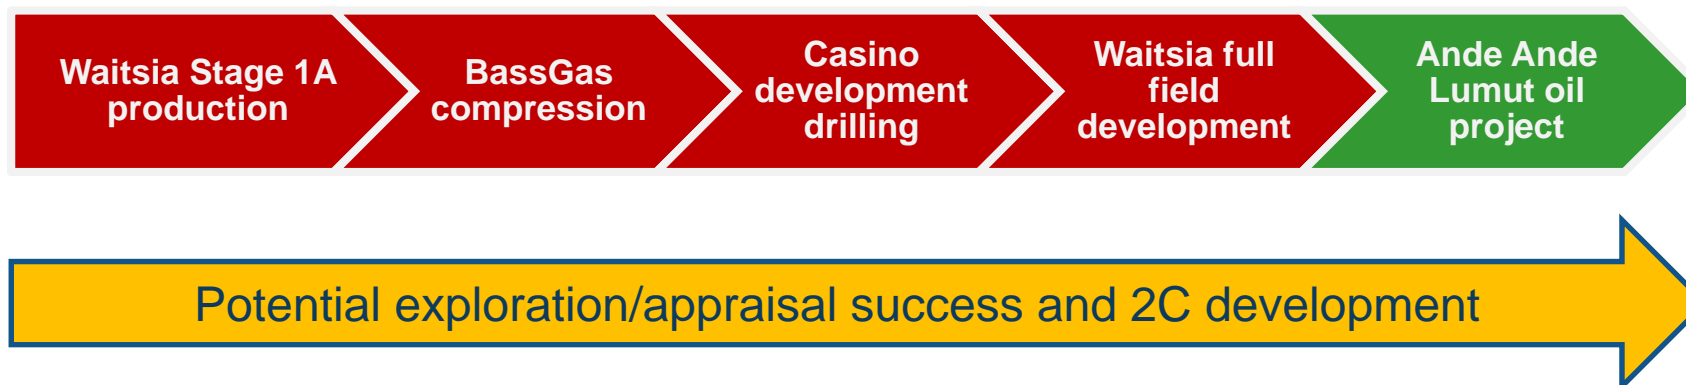 Waitsia Stage 1A
production
BassGas
compression
Casino
development
drilling
Waitsia full
field
development
Ande Ande
Lumut oil
project
Potential exploration/appraisal success and 2C development